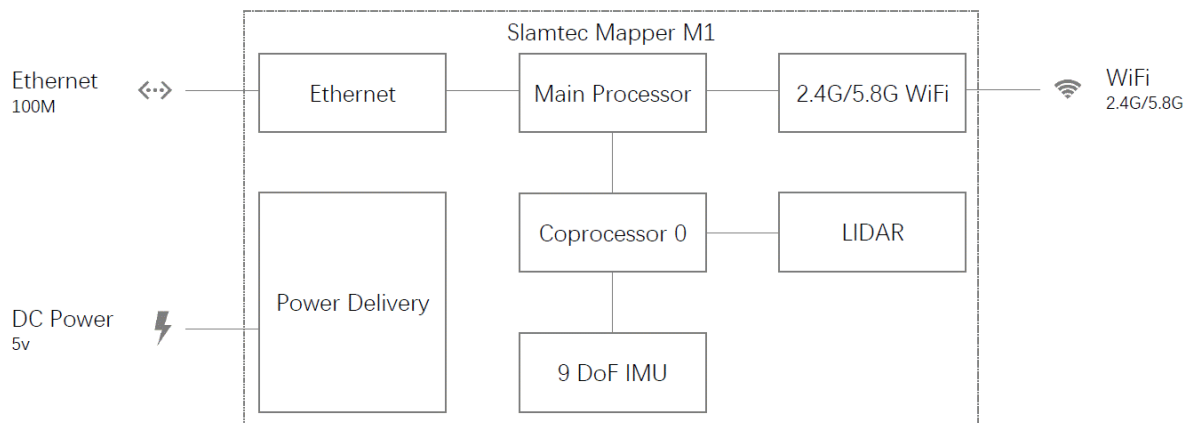 Slamtec Mapper M1
Ethernet
100M
Ethernet
Main Processor
2.4G/5.8G WiFi
WiFi
2.4G/5.8G
Coprocessor 0
LIDAR
Power Delivery
DC Power
5v
9 DoF IMU